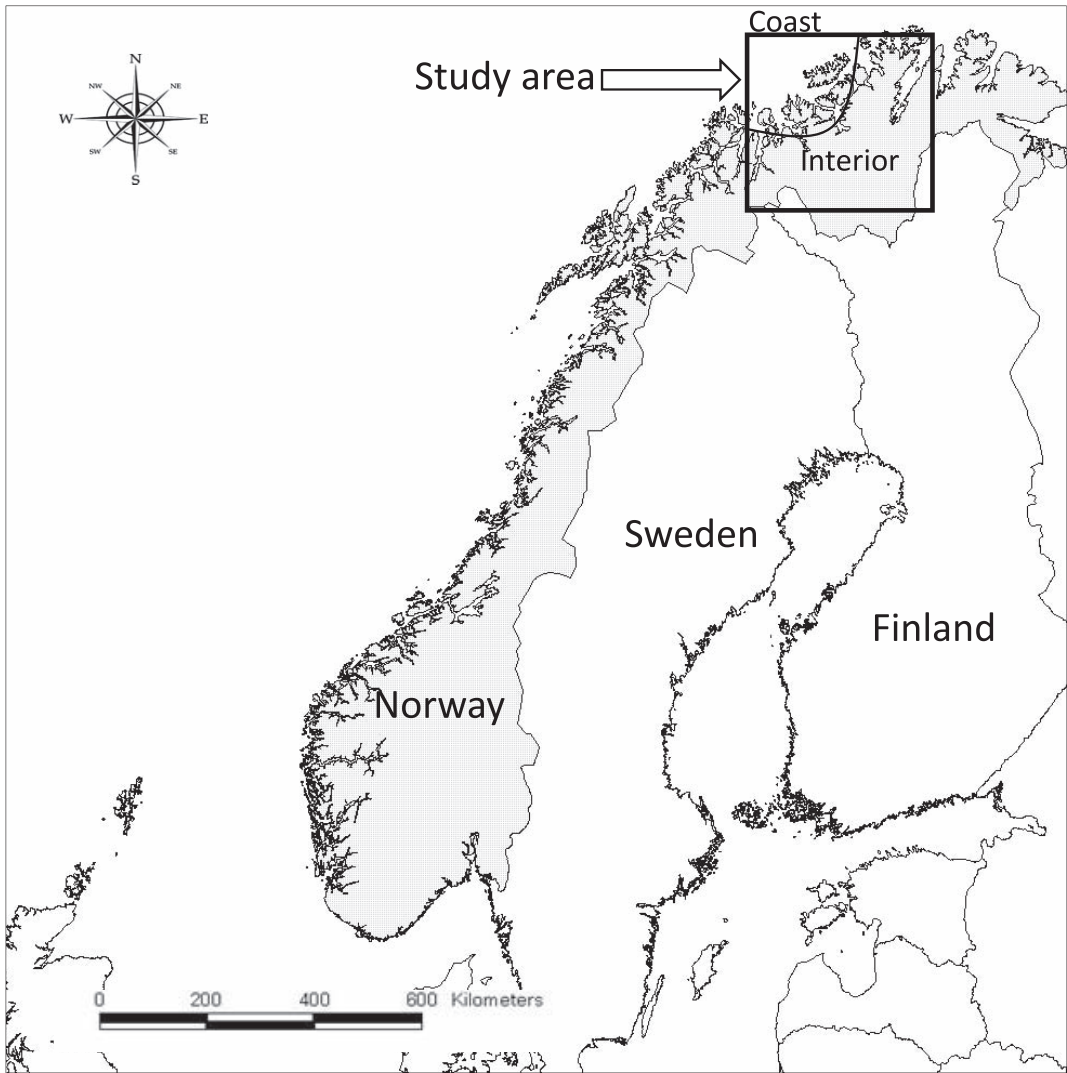 Coast
N
Study area
NW
NE
W
E
SW
SE
S
Interior
Sweden
Finland
Norway
0 200 400 600 Kilometers